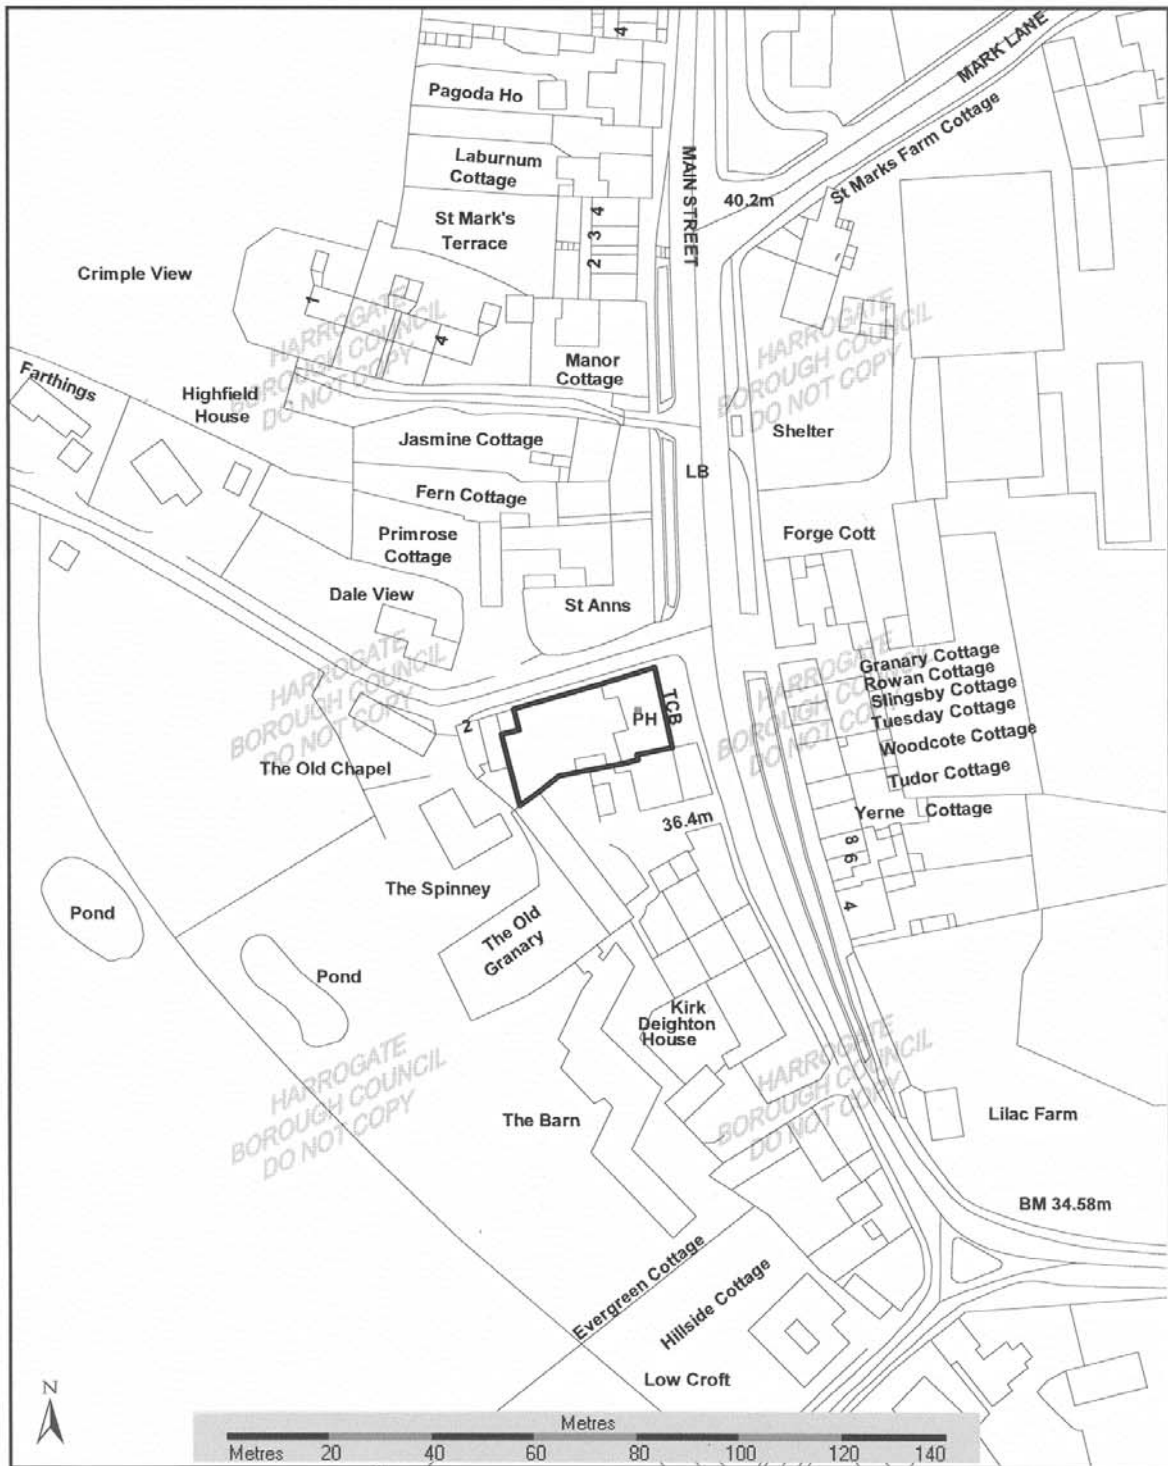 4
MARK LANE
Pagoda Ho
St Marks Farm Cottage
Laburnum
Cottage
MAIN STREET
40.2m
St Mark's
Terrace
4
3
2
Crimple View
1
4
HARROGATE
BOROUGH COUNCIL
DO NOT COPY
HARROGATE
BOROUGH COUNCIL
DO NOT COPY
Manor
Cottage
Farthings
Highfield
House
Jasmine Cottage
Shelter
LB
Fern Cottage
Primrose
Cottage
Forge Cott
Dale View
St Anns
HARROGATE
BOROUGH COUNCIL
DO NOT COPY
HARROGATE
BOROUGH COUNCIL
DO NOT COPY
Granary Cottage
Rowan Cottage
Slingsby Cottage
Tuesday Cottage
Woodcote Cottage
Tudor Cottage
Yerne Cottage
TCB
PH
2
The Old Chapel
36.4m
8
6
4
The Spinney
Pond
The Old
Granary
Pond
Kirk
Deighton
House
HARROGATE
BOROUGH COUNCIL
DO NOT COPY
HARROGATE
BOROUGH COUNCIL
DO NOT COPY
The Barn
Lilac Farm
BM 34.58m
Evergreen Cottage
Hillside Cottage
Low Croft
N
Metres
Metres 20 40 60 80 100 120 140